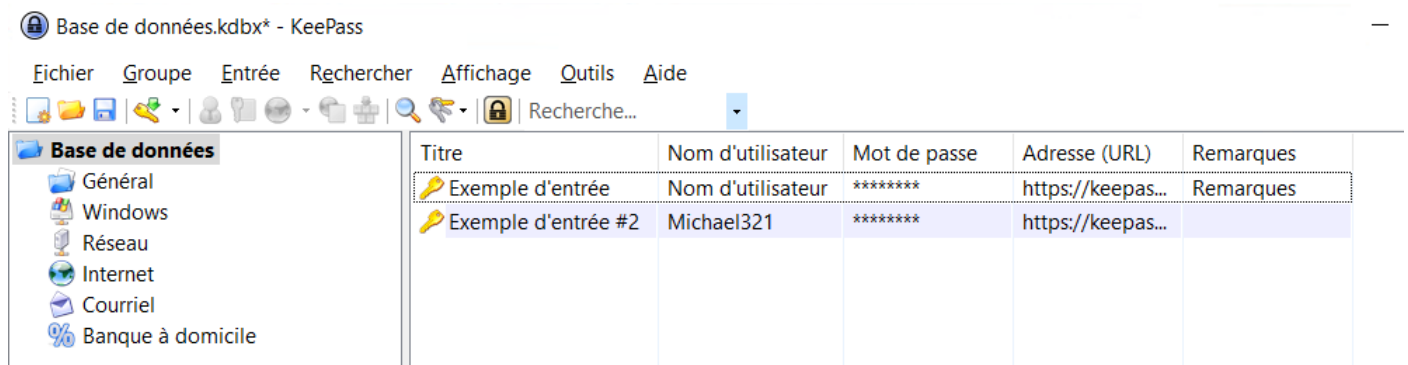 Base de données.kdbx* - KeePass
Fichier Groupe Entrée Rechercher Affichage Outils Aide
Recherche...
Base de données
Général
Windows
Réseau
Internet
Courriel
Banque à domicile
Titre Nom d'utilisateur Mot de passe Adresse (URL) Remarques
Exemple d'entrée Nom d'utilisateur ******** https://keepas... Remarques
Exemple d'entrée #2 Michael321 ******** https://keepas...